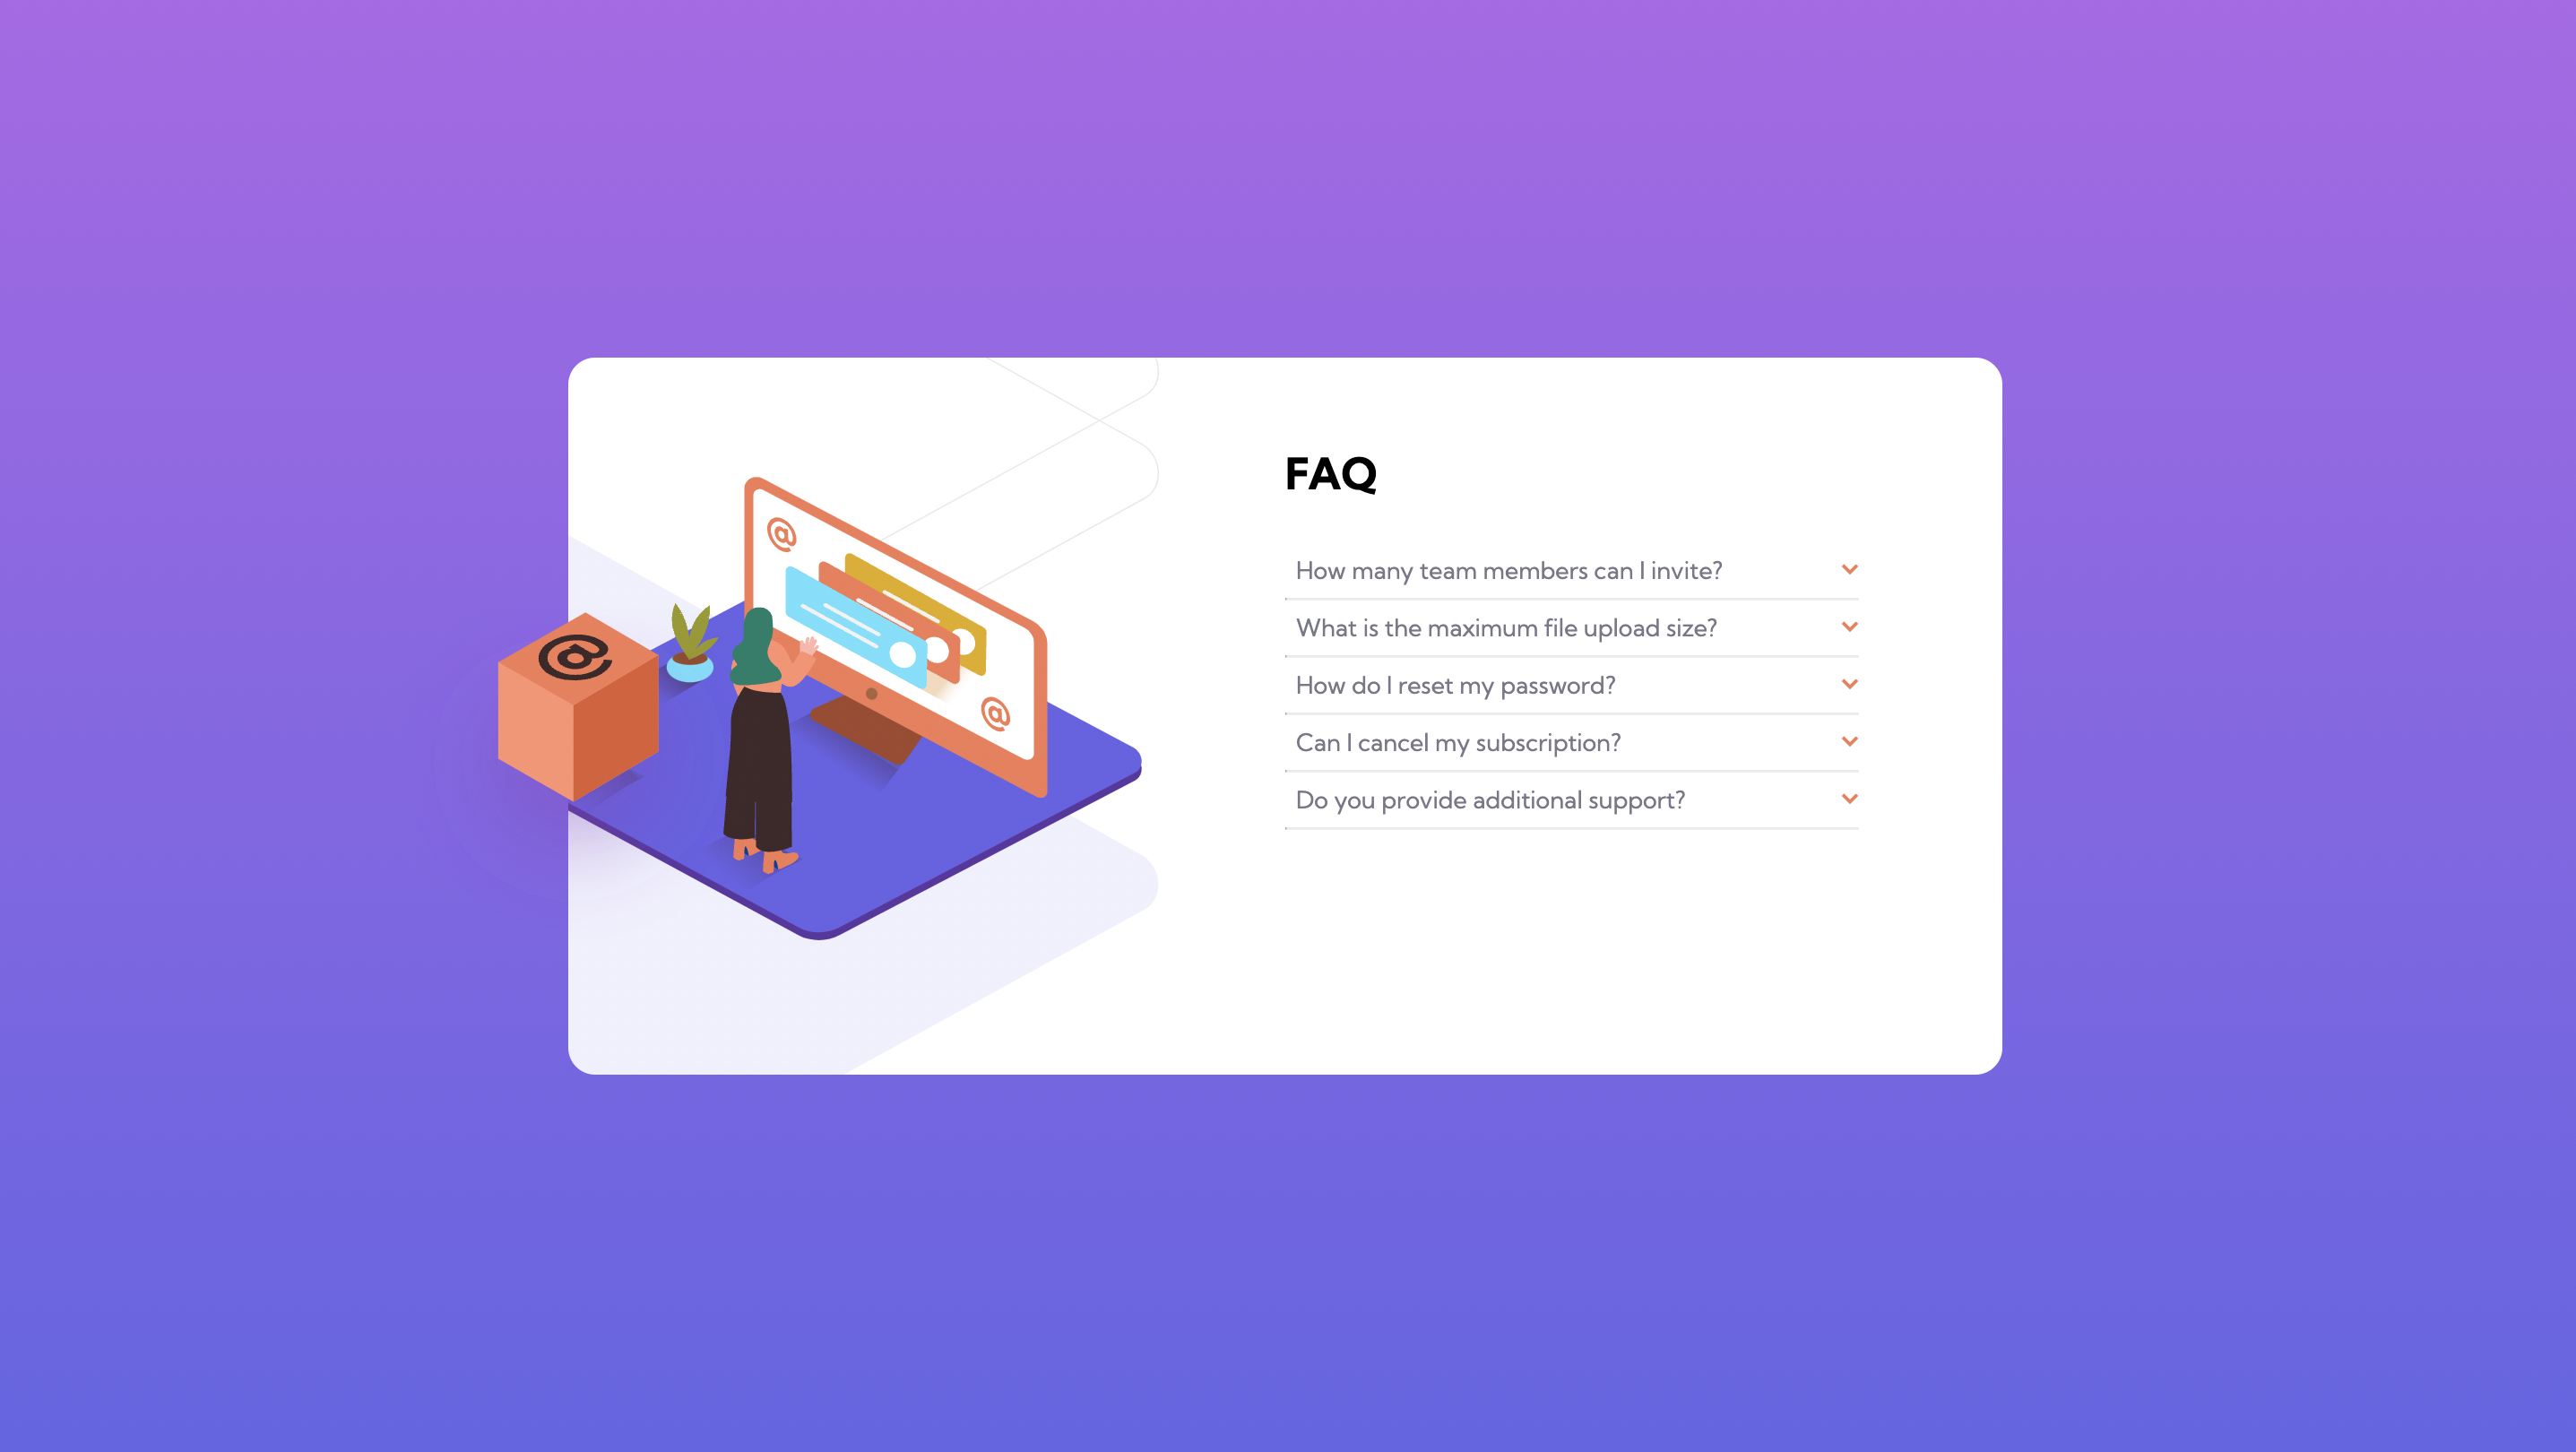 FAQ
@
How many team members can I invite?
@
What is the maximum file upload size?
How do I reset my password?
@
Can I cancel my subscription?
Do you provide additional support?